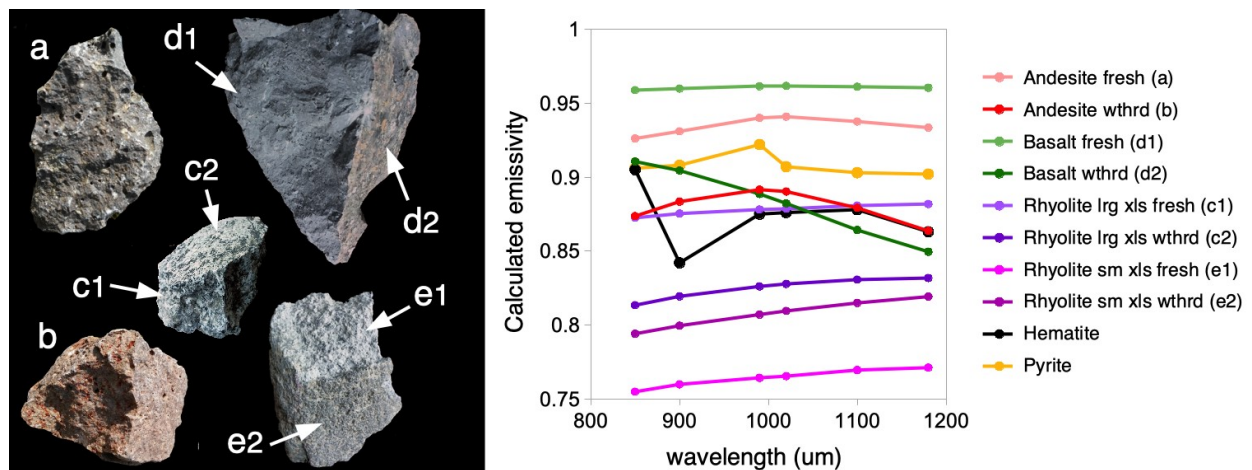 a
d1
c2
d2
c1
e1
b
e2
1
0.95
0.9
0.85
0.8
0.75
Calculated emissivity
800
900
1000
1100
1200
wavelength (um)
Andesite fresh (a)
Andesite wthrd (b)
Basalt fresh (d1)
Basalt wthrd (d2)
Rhyolite lrg xls fresh (c1)
Rhyolite lrg xls wthrd (c2)
Rhyolite sm xls fresh (e1)
Rhyolite sm xls wthrd (e2)
Hematite
Pyrite